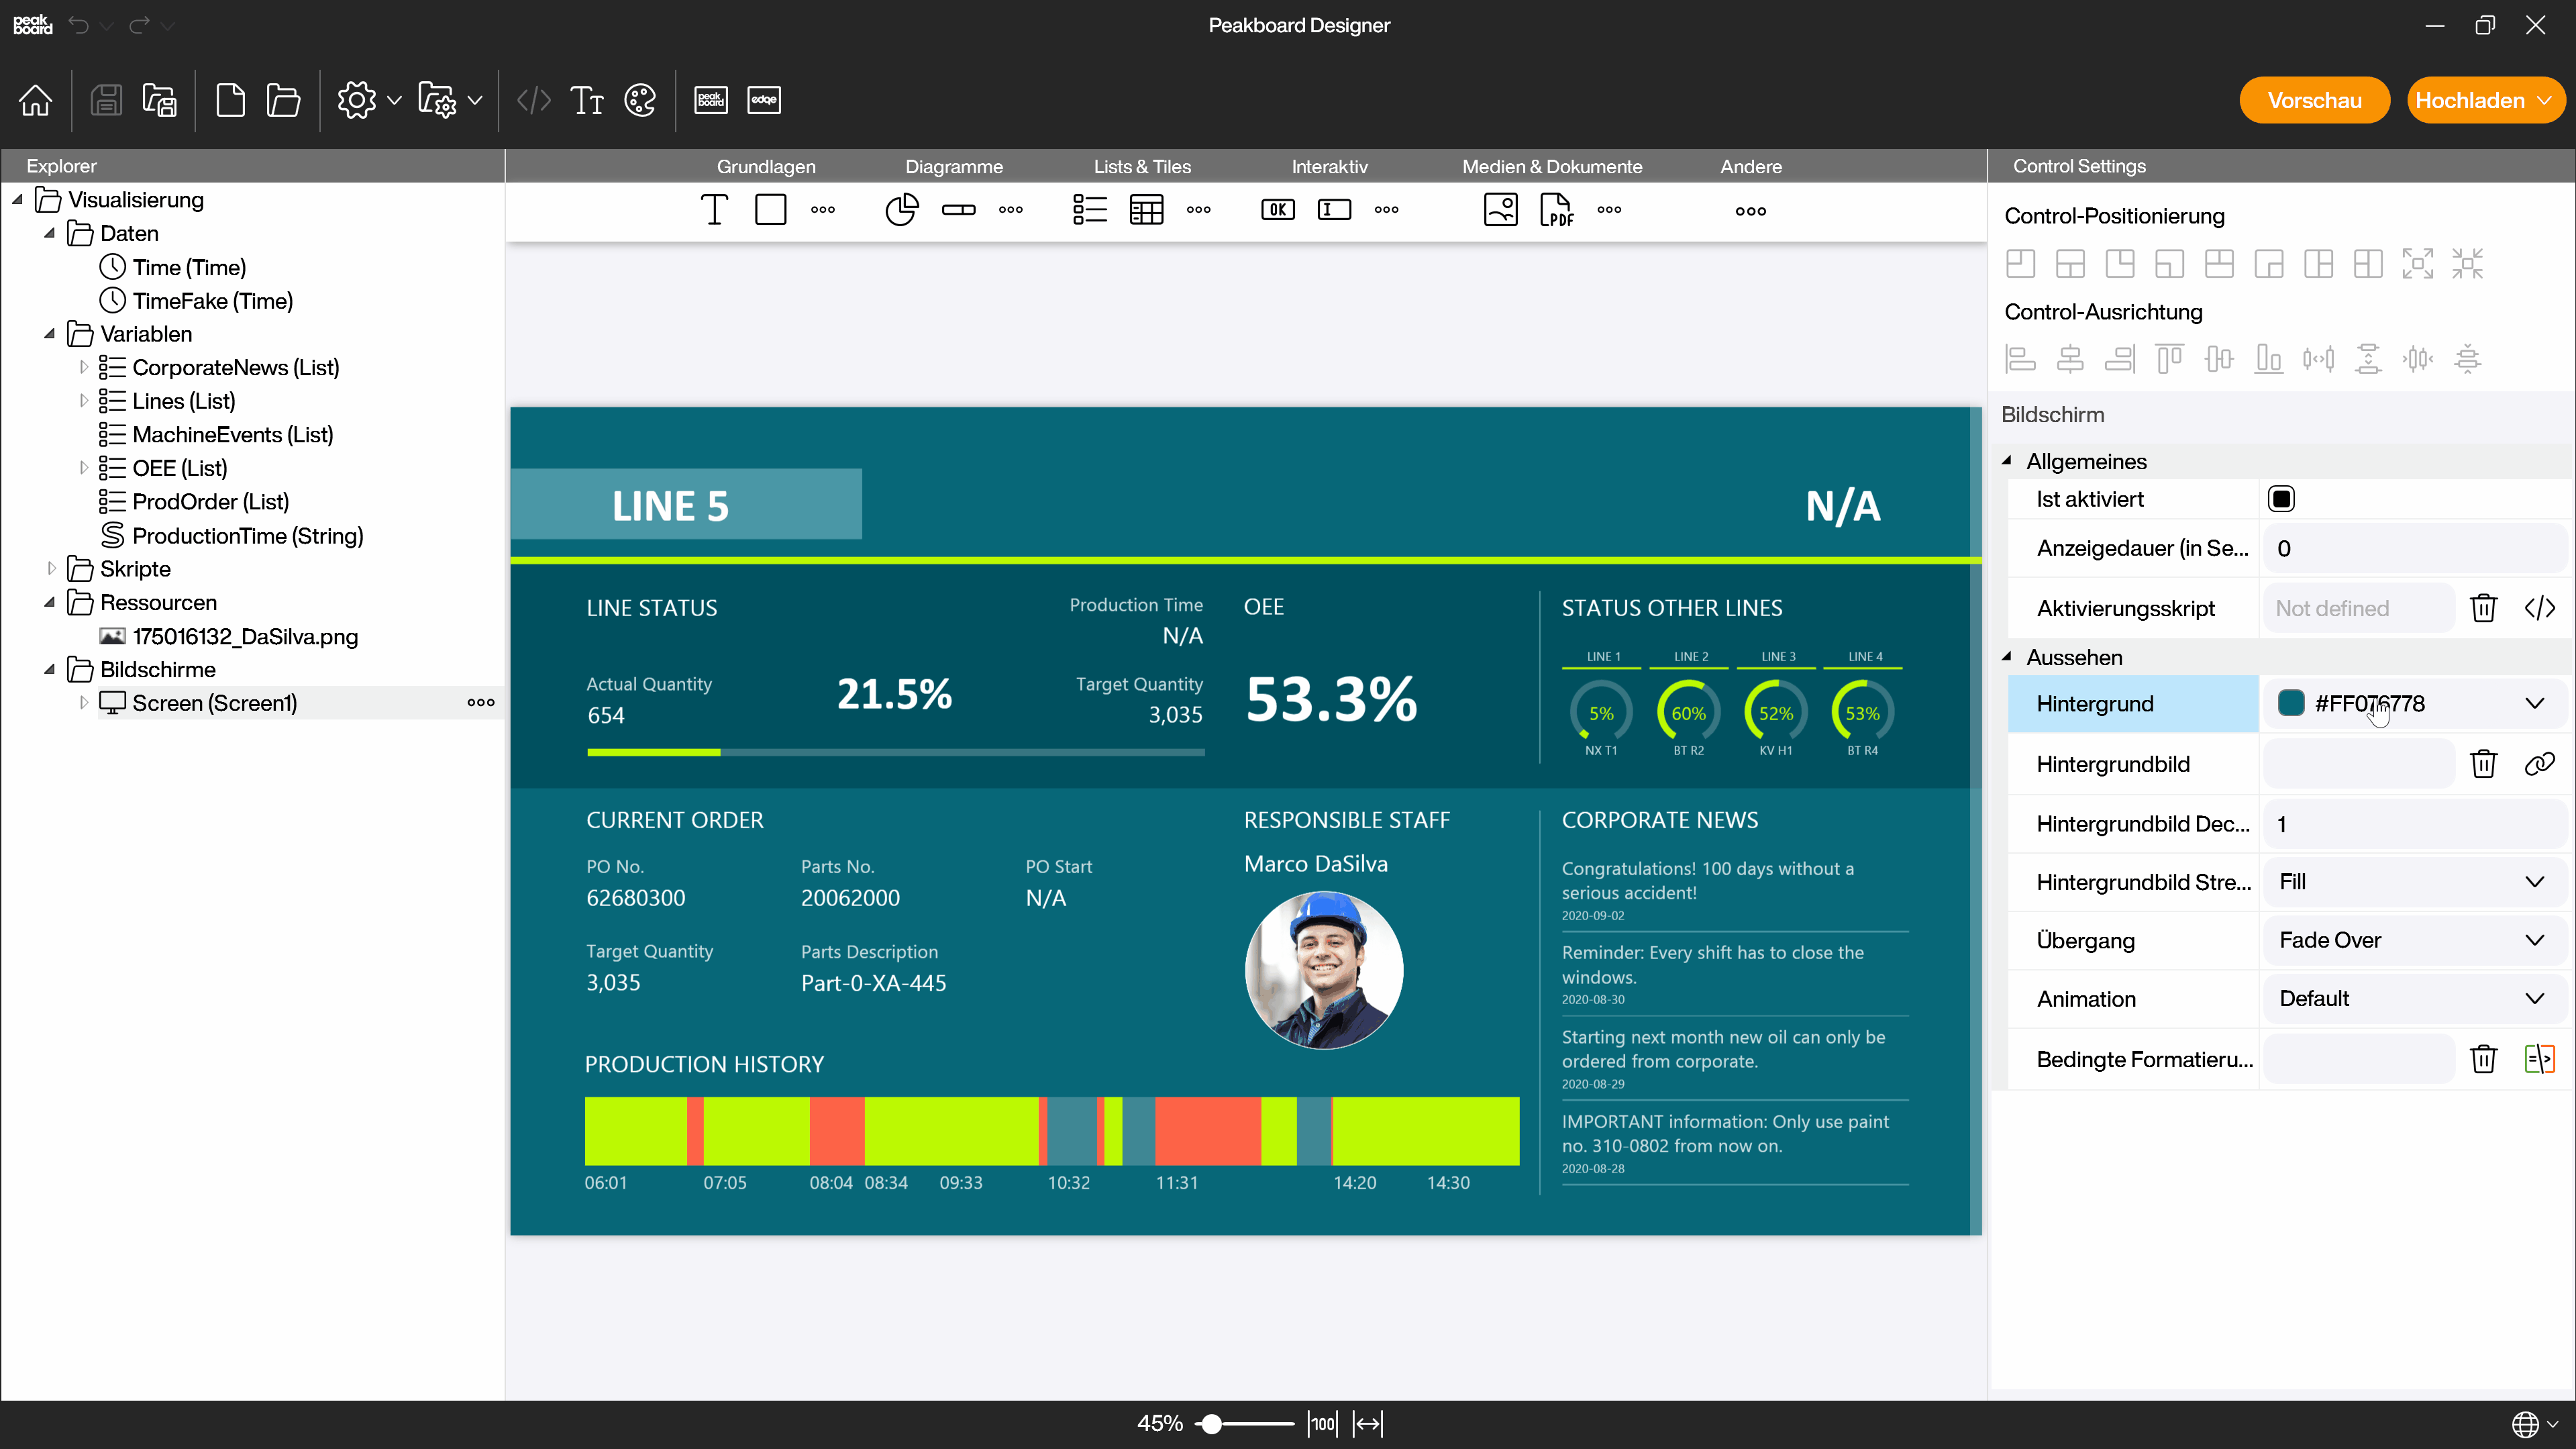 peak
board
Peakboard Designer
peak
board
edge
Vorschau
Hochladen
Explorer
Grundlagen
Diagramme
Lists & Tiles
Interaktiv
Medien & Dokumente
Andere
Control Settings
Visualisierung
Daten
Time (Time)
TimeFake (Time)
Variablen
CorporateNews (List)
Lines (List)
MachineEvents (List)
OEE (List)
ProdOrder (List)
ProductionTime (String)
Skripte
Ressourcen
175016132_DaSilva.png
Bildschirme
Screen (Screen1)
OK
PDF
LINE 5
N/A
LINE STATUS
Production Time
N/A
Actual Quantity
654
21.5%
Target Quantity
3,035
OEE
53.3%
STATUS OTHER LINES
LINE 1
LINE 2
LINE 3
LINE 4
5%
60%
52%
53%
NX T1
BT R2
KV H1
BT R4
CURRENT ORDER
PO No.
62680300
Parts No.
20062000
PO Start
N/A
Target Quantity
3,035
Parts Description
Part-0-XA-445
RESPONSIBLE STAFF
Marco DaSilva
CORPORATE NEWS
Congratulations! 100 days without a
serious accident!
2020-09-02
Reminder: Every shift has to close the
windows.
2020-08-30
Starting next month new oil can only be
ordered from corporate.
2020-08-29
IMPORTANT information: Only use paint
no. 310-0802 from now on.
2020-08-28
PRODUCTION HISTORY
06:01
07:05
08:04
08:34
09:33
10:32
11:31
14:20
14:30
Control-Positionierung
Control-Ausrichtung
Bildschirm
Allgemeines
Ist aktiviert
Anzeigedauer (in Se...
0
Aktivierungsskript
Not defined
Aussehen
Hintergrund
#FF076778
Hintergrundbild
Hintergrundbild Dec...
1
Hintergrundbild Stre...
Fill
Übergang
Fade Over
Animation
Default
Bedingte Formatieru...
45%
100